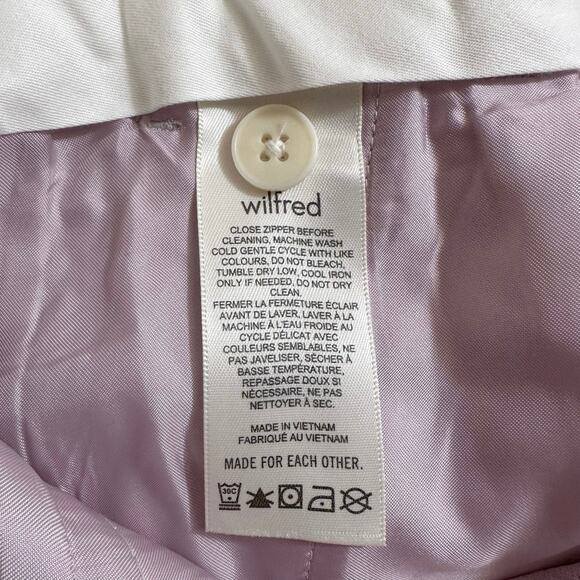 wilfred
CLOSE ZIPPER BEFORE
CLEANING, MACHINE WASH
COLD GENTLE CYCLE WITH LIKE
COLOURS, DO NOT BLEACH,
TUMBLE DRY LOW, COOL IRON
ONLY IF NEEDED, DO NOT DRY
CLEAN.
FERMER LA FERMETURE ÉCLAIR
AVANT DE LAVER, LAVER À LA
MACHINE À L'EAU FROIDE AU
CYCLE DÉLICAT AVEC
COULEURS SEMBLABLES, NE
PAS JAVELISER, SÉCHER À
BASSE TEMPÉRATURE,
REPASSAGE DOUX SI
NÉCESSAIRE, NE PAS
NETTOYER À SEC.
MADE IN VIETNAM
FABRIQUÉ AU VIETNAM
MADE FOR EACH OTHER.
30C